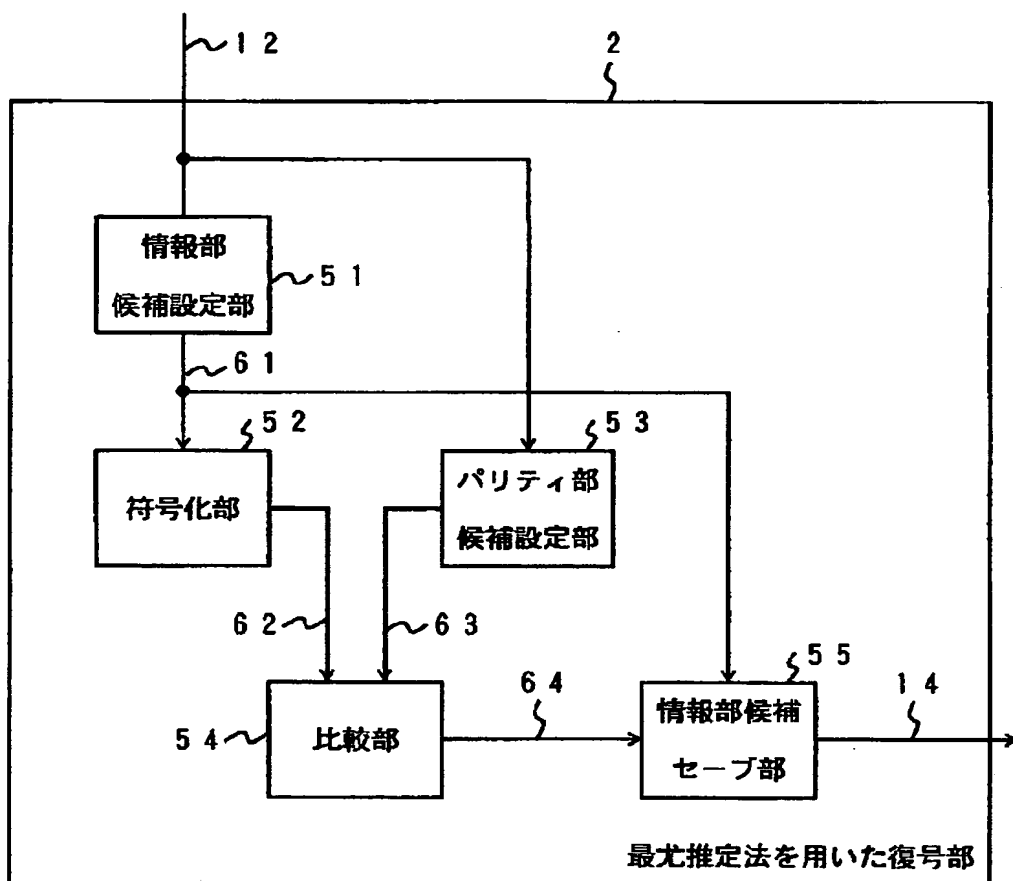 12
2
情報部
候補設定部
51
61
52
53
符号化部
パリティ部
候補設定部
62
63
55
64
14
54
比較部
情報部候補
セーブ部
最尤推定法を用いた復号部